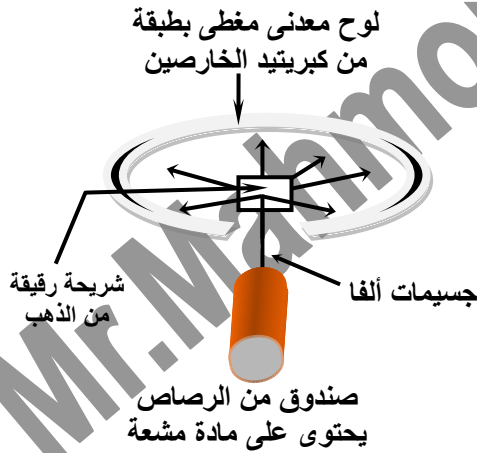 لوح معدنى مغطى بطبقة
من كبريتيد الخارصين
شريحة رقيقة
من الذهب
جسيمات ألفا
صندوق من الرصاص
يحتوى على مادة مشعة
Mr.Mahmo